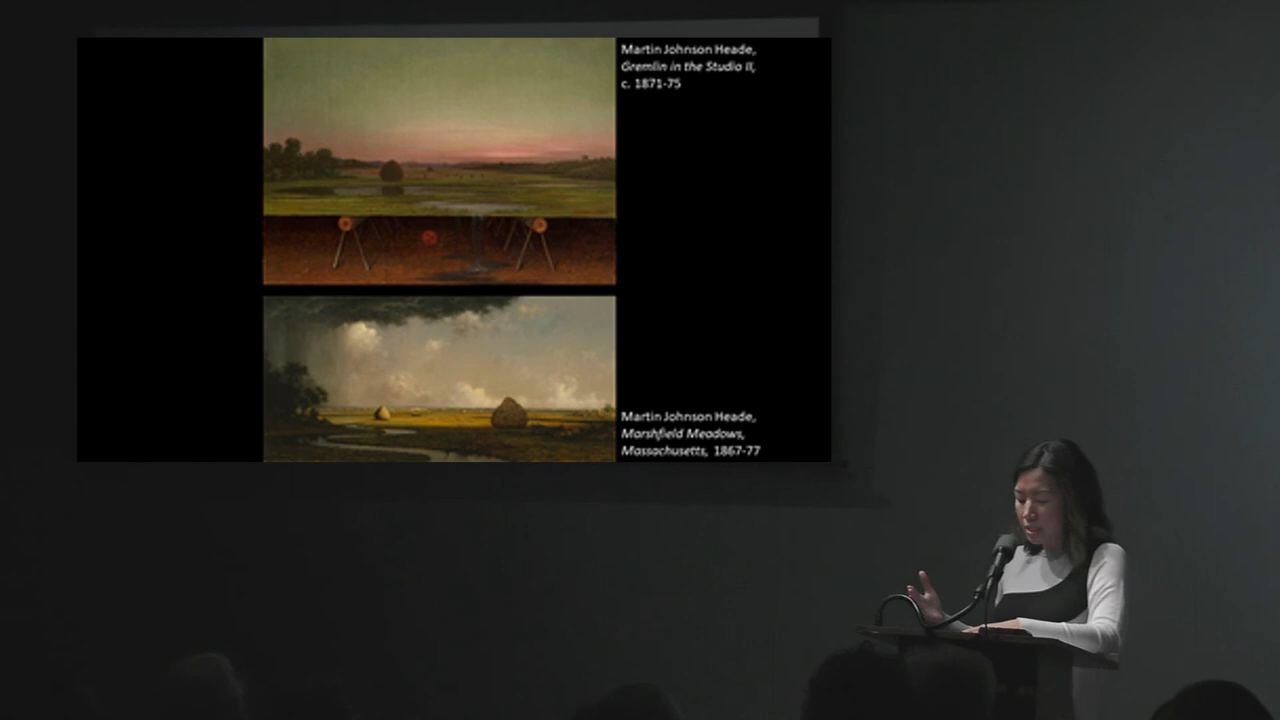 Martin Johnson Heade,
Gremlin in the Studio II,
c. 1871-75
Martin Johnson Heade,
Marshfield Meadows,
Massachusetts, 1867-77